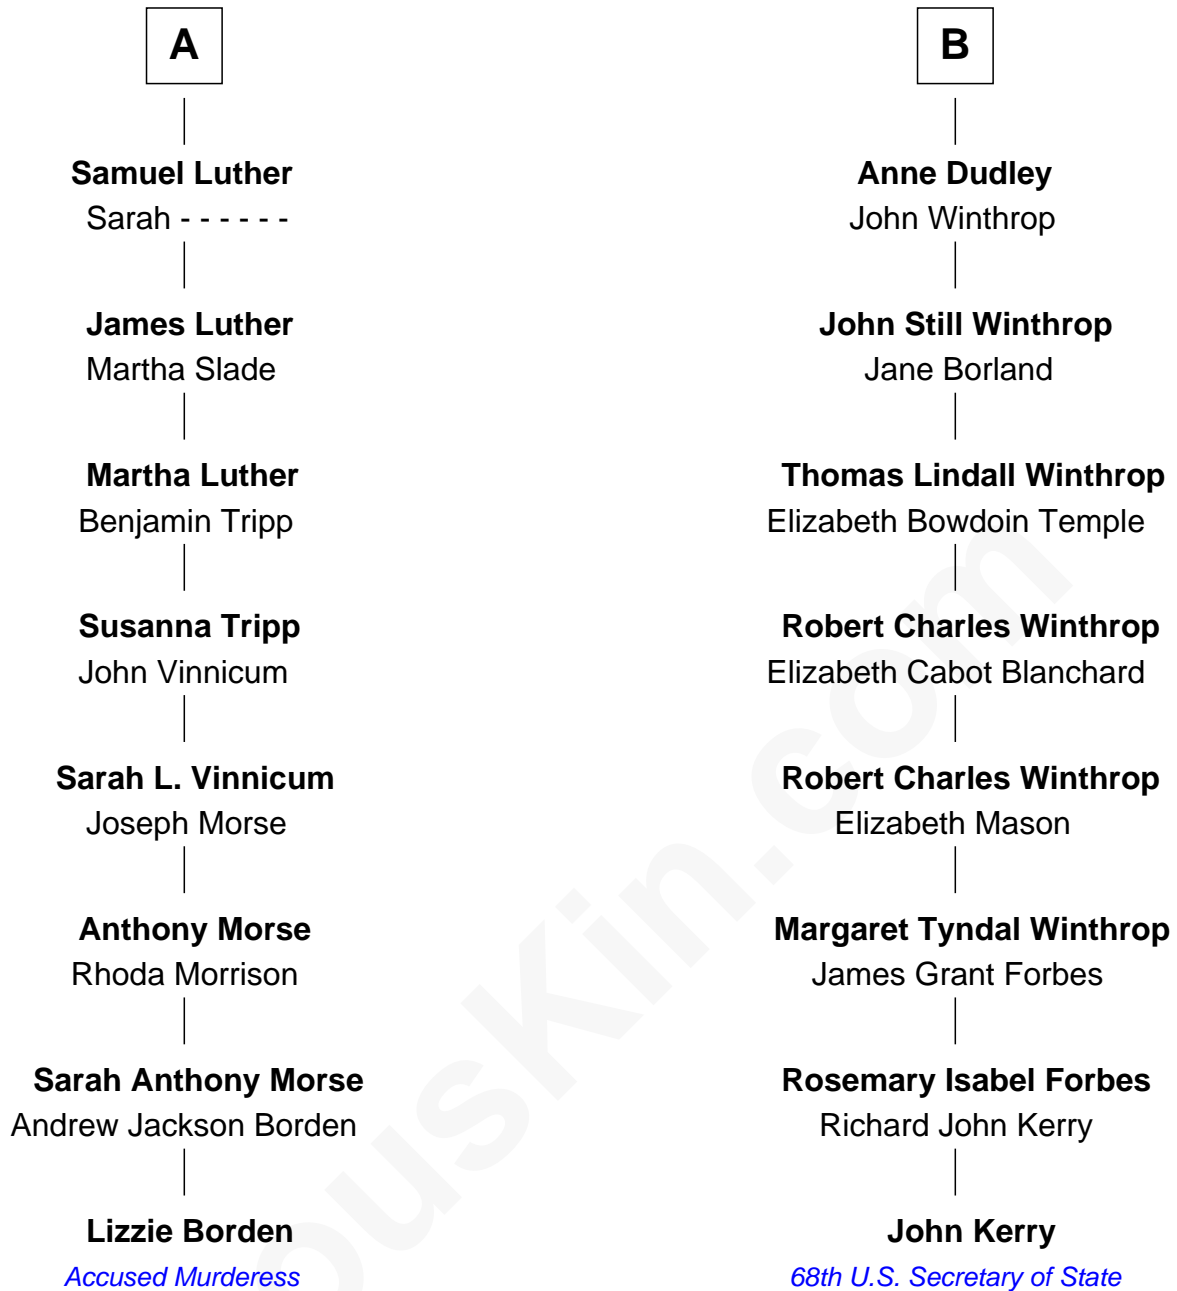 A
B
Samuel Luther
Sarah - - - - - -
Anne Dudley
John Winthrop
James Luther
Martha Slade
John Still Winthrop
Jane Borland
Martha Luther
Benjamin Tripp
Thomas Lindall Winthrop
Elizabeth Bowdoin Temple
Susanna Tripp
John Vinnicum
Robert Charles Winthrop
Elizabeth Cabot Blanchard
Sarah L. Vinnicum
Joseph Morse
Robert Charles Winthrop
Elizabeth Mason
Anthony Morse
Rhoda Morrison
Margaret Tyndal Winthrop
James Grant Forbes
Sarah Anthony Morse
Andrew Jackson Borden
Rosemary Isabel Forbes
Richard John Kerry
Lizzie Borden
Accused Murderess
John Kerry
68th U.S. Secretary of State
ousKin.com